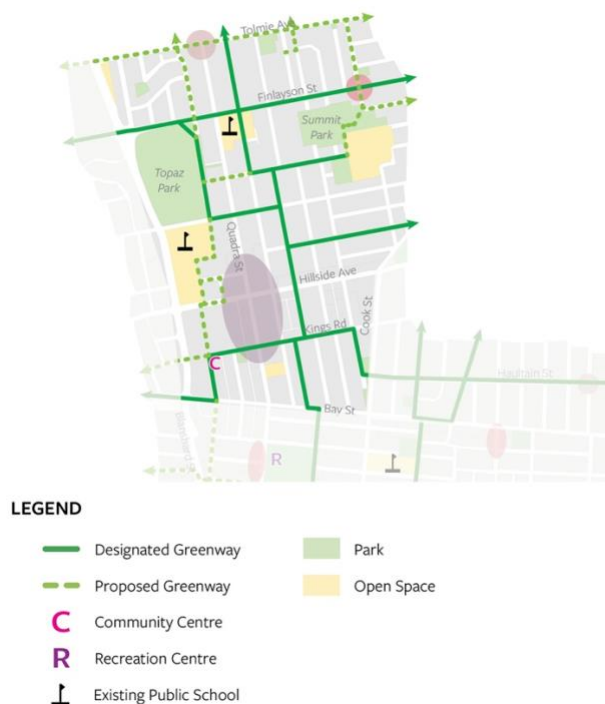 Tolmie Ave
Finlayson St
Summit
Park
Topaz
Park
Quadra St
Hillside Ave
Kings Rd
Cook St
C
Haultain St
Bay St
R
LEGEND
Designated Greenway
Park
Proposed Greenway
Open Space
C
Community Centre
R
Recreation Centre
Existing Public School